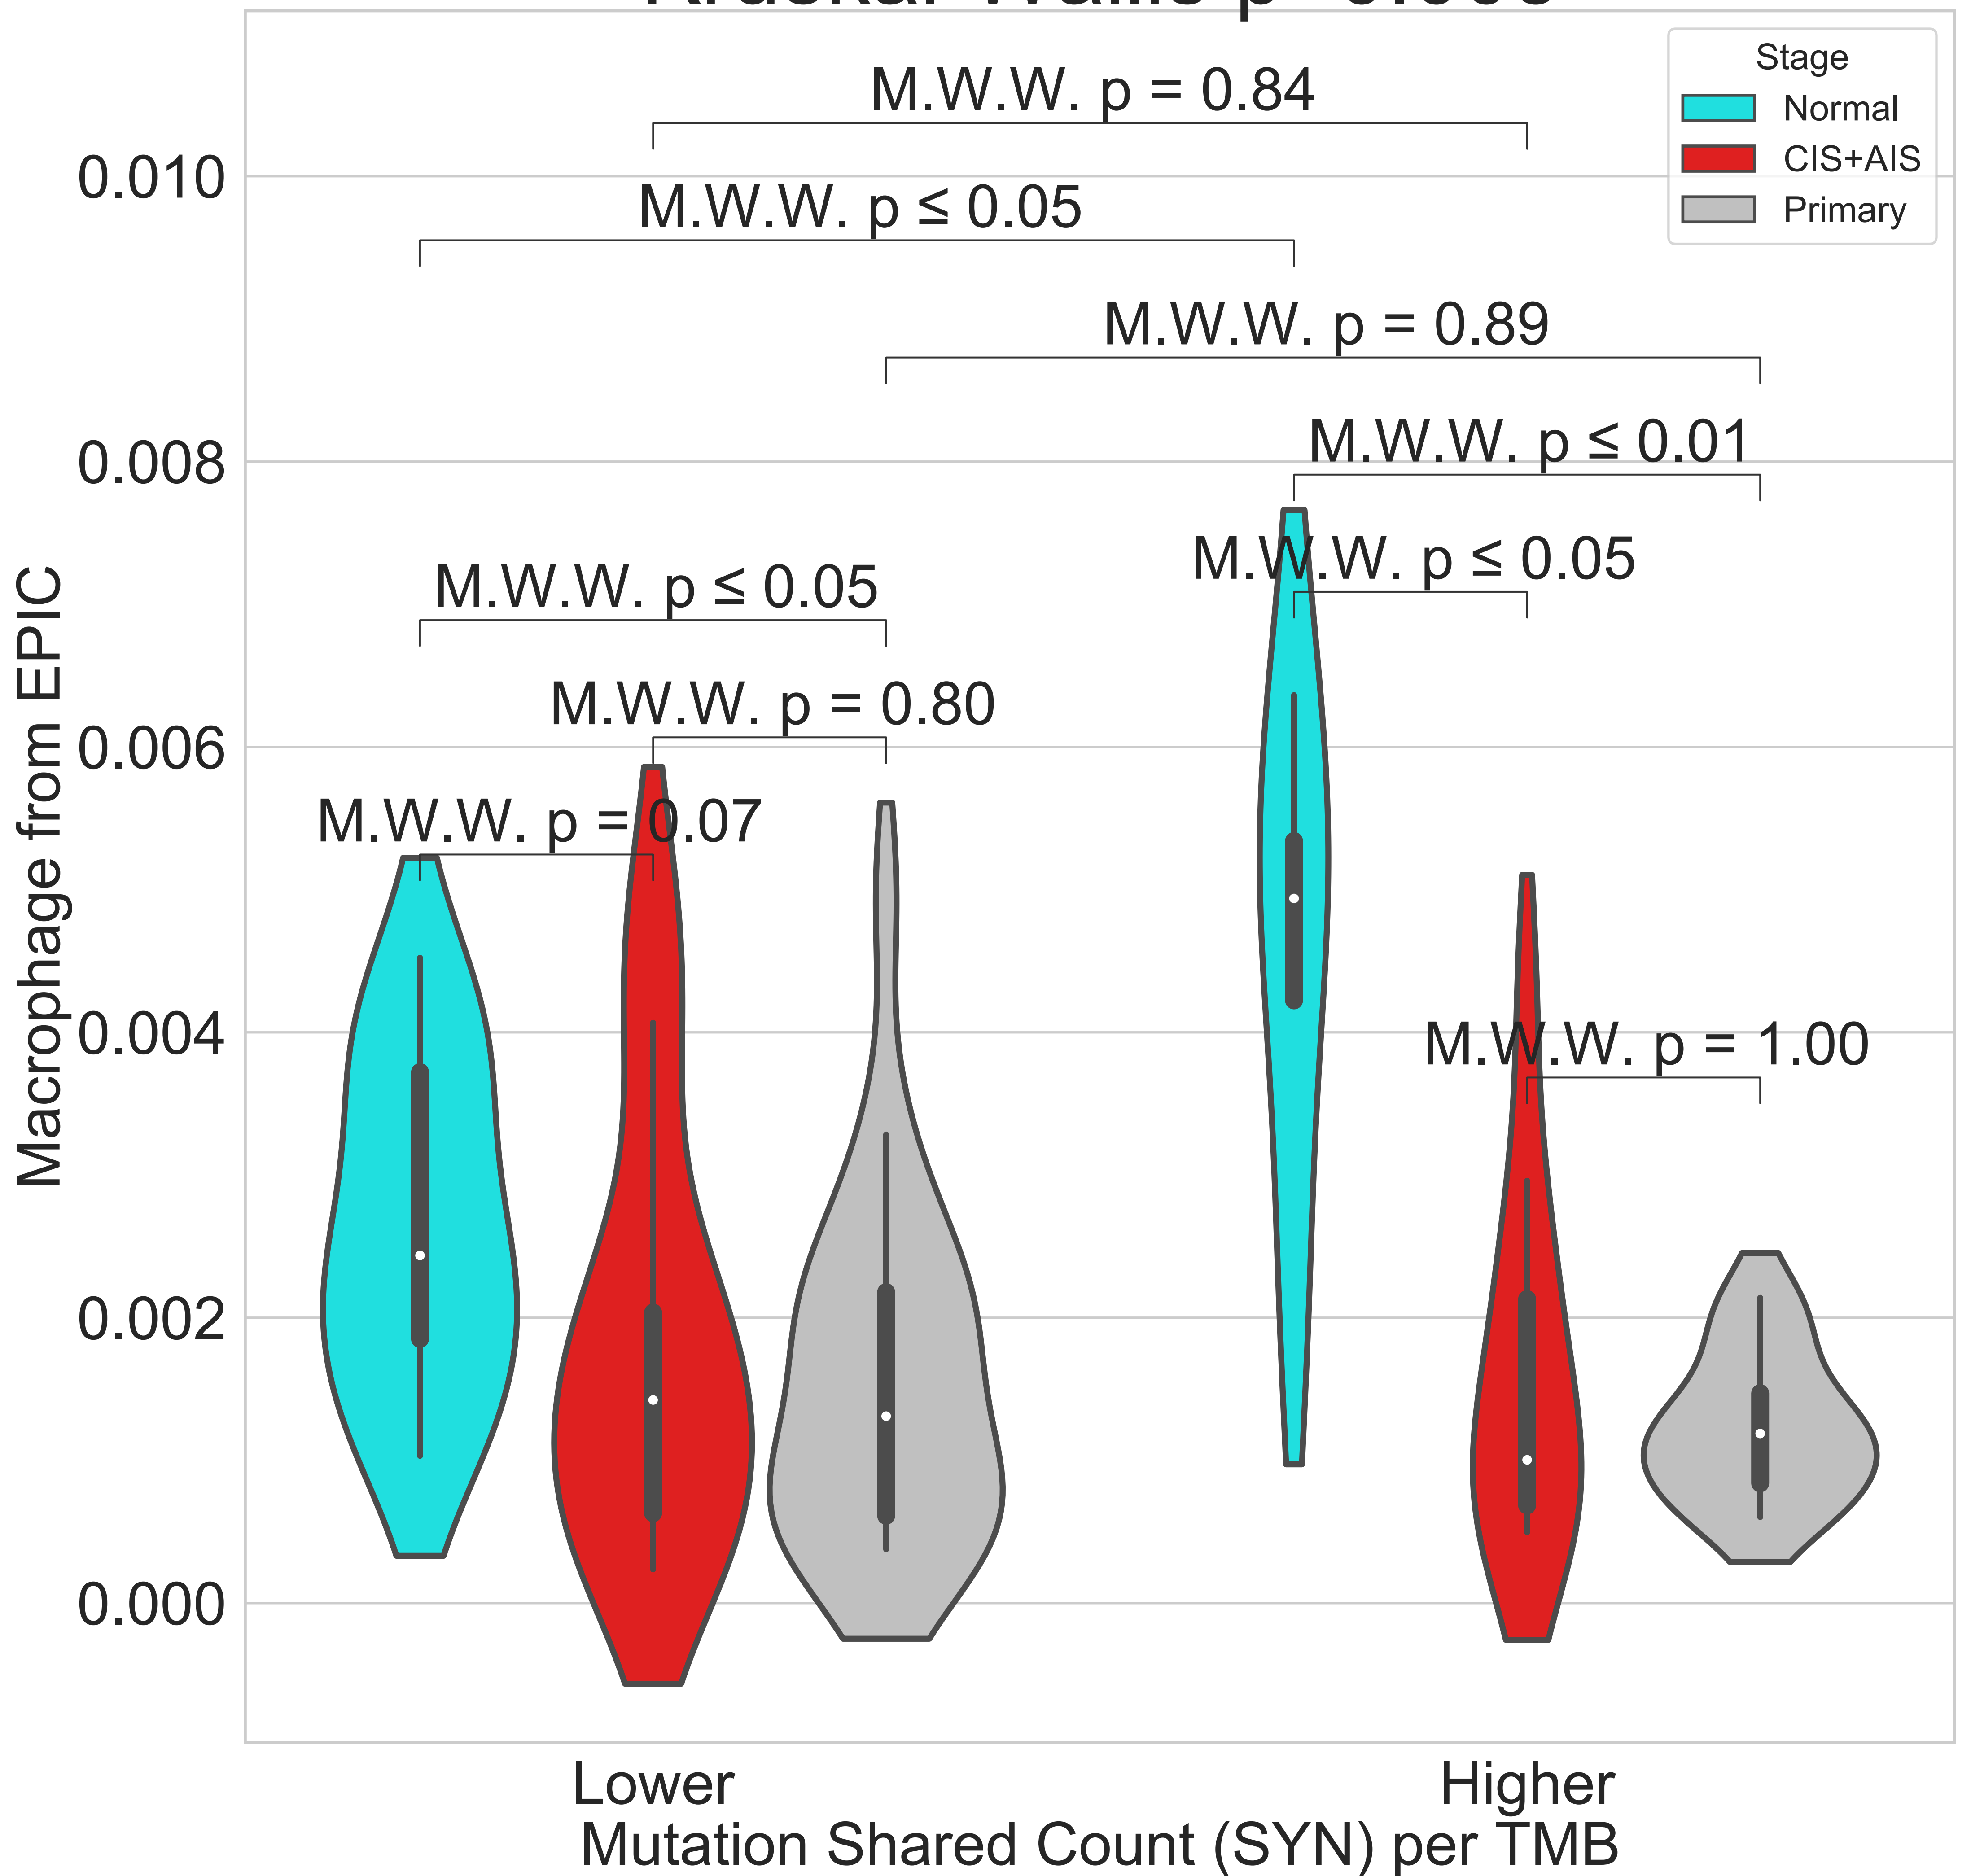 Stage
Normal
CIS+AIS
Primary
M.W.W. p = 0.84
M.W.W. p ≤ 0.05
M.W.W. p = 0.89
M.W.W. p ≤ 0.01
M.W.W. p ≤ 0.05
M.W.W. p ≤ 0.05
M.W.W. p = 0.80
M.W.W. p = 0.07
M.W.W. p = 1.00
0.010
0.008
0.006
0.004
0.002
0.000
Macrophage from EPIC
Lower
Higher
Mutation Shared Count (SYN) per TMB